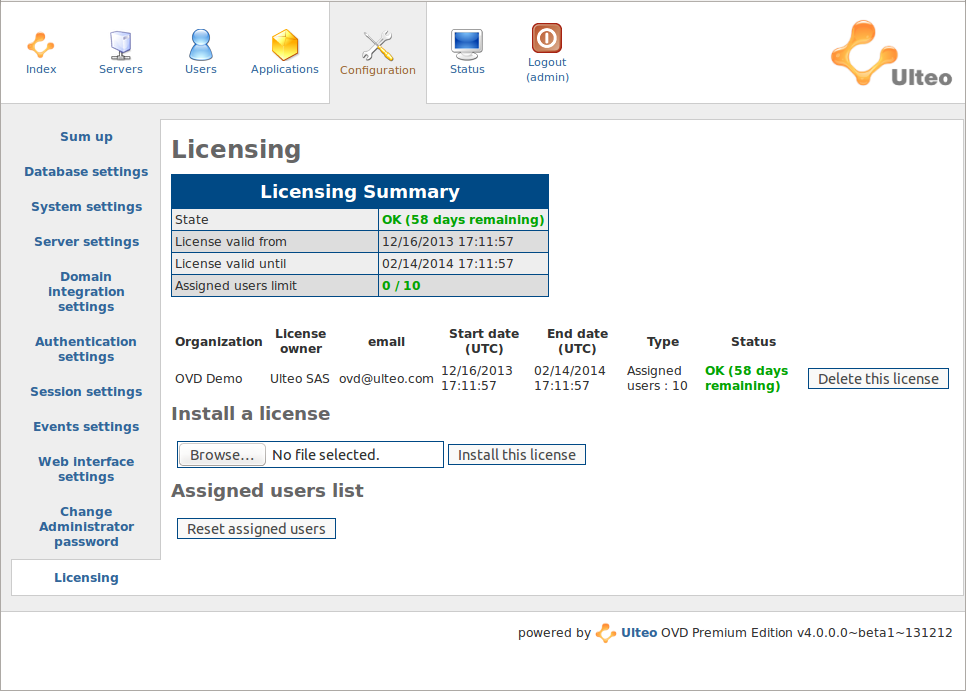 Index
Servers
Users
Applications
Configuration
Status
Logout
(admin)
Ulteo
Sum up
Database settings
System settings
Server settings
Domain
integration
settings
Authentication
settings
Session settings
Events settings
Web interface
settings
Change
Administrator
password
Licensing
Licensing
Licensing Summary
State OK (58 days remaining)
License valid from 12/16/2013 17:11:57
License valid until 02/14/2014 17:11:57
Assigned users limit 0 / 10
Organization License owner email Start date (UTC) End date (UTC) Type Status
OVD Demo Ulteo SAS ovd@ulteo.com 12/16/2013 17:11:57 02/14/2014 17:11:57 Assigned users : 10 OK (58 days remaining) Delete this license
Install a license
Browse... No file selected. Install this license
Assigned users list
Reset assigned users
powered by Ulteo OVD Premium Edition v4.0.0.0~beta1~131212